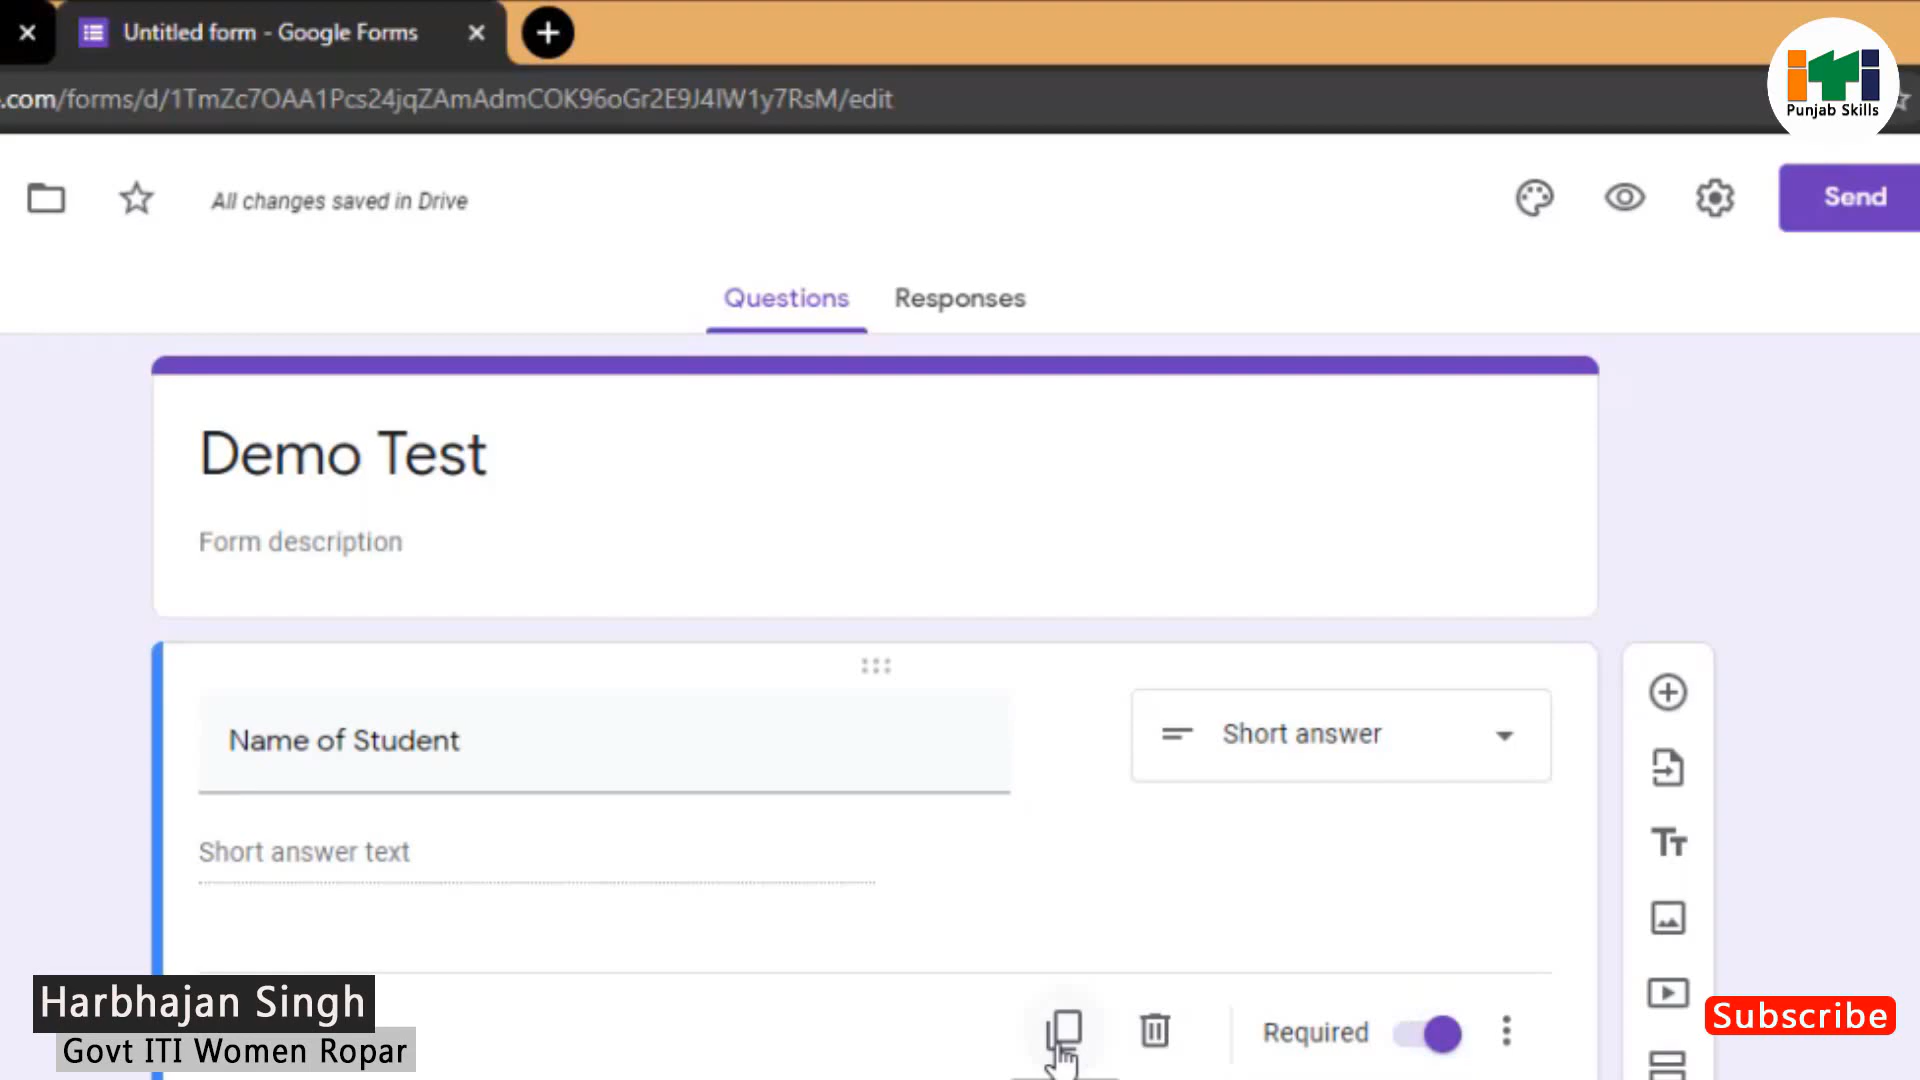 Untitled form - Google Forms
.com/forms/d/1TmZc7OAA1Pcs24jqZAmAdmCOK96oGr2E9J4IW1y7RsM/edit
iTi
Punjab Skills
All changes saved in Drive
Send
Questions
Responses
Demo Test
Form description
Name of Student
Short answer
Short answer text
Harbhajan Singh
Govt ITI Women Ropar
Required
Subscribe